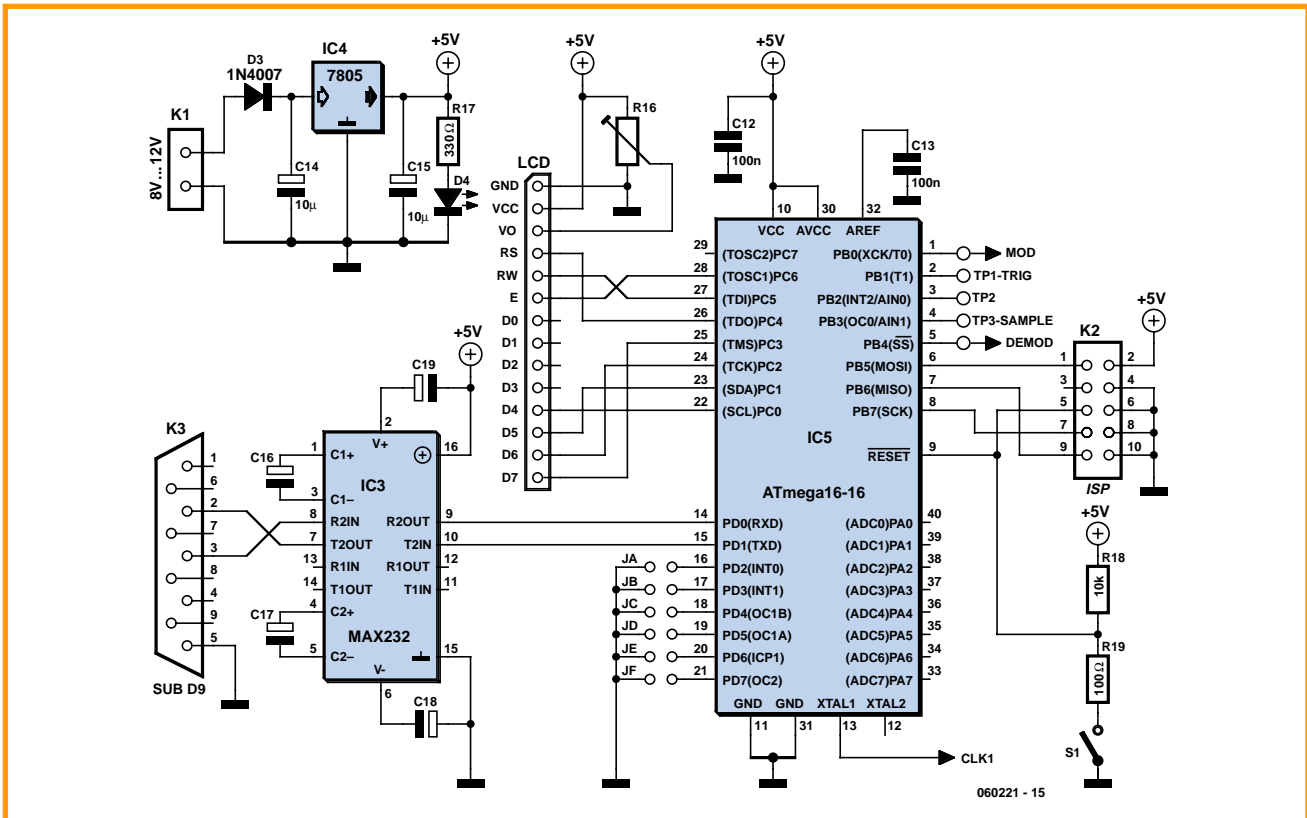 +5V
+5V
+5V
D3
1N4007
IC4
7805
K1
8V ... 12V
C14
10µ
C15
10µ
R17
330Ω
D4
R16
C12
100n
C13
100n
LCD
GND
VCC
VO
RS
RW
E
D0
D1
D2
D3
D4
D5
D6
D7
10
30
32
VCC
AVCC
AREF
29
(TOSC2)PC7
28
(TOSC1)PC6
27
(TDI)PC5
26
(TDO)PC4
25
(TMS)PC3
24
(TCK)PC2
23
(SDA)PC1
22
(SCL)PC0
PB0(XCK/T0)
1
MOD
PB1(T1)
2
TP1-TRIG
PB2(INT2/AIN0)
3
TP2
PB3(OC0/AIN1)
4
TP3-SAMPLE
PB4(SS)
5
DEMOD
PB5(MOSI)
6
PB6(MISO)
7
PB7(SCK)
8
IC5
RESET
9
ATmega16-16
+5V
K2
1
2
3
4
5
6
7
8
9
10
ISP
14
PD0(RXD)
15
PD1(TXD)
JA
16
PD2(INT0)
JB
17
PD3(INT1)
JC
18
PD4(OC1B)
JD
19
PD5(OC1A)
JE
20
PD6(ICP1)
JF
21
PD7(OC2)
(ADC0)PA0
40
(ADC1)PA1
39
(ADC2)PA2
38
(ADC3)PA3
37
(ADC4)PA4
36
(ADC5)PA5
35
(ADC6)PA6
34
(ADC7)PA7
33
GND
GND
XTAL1
XTAL2
11
31
13
12
CLK1
+5V
R18
10k
R19
100Ω
S1
+5V
C19
K3
1
6
2
7
3
8
4
9
5
SUB D9
C16
C17
2
V+
1
C1+
16
IC3
3
C1–
8
R2IN
R2OUT
9
7
T2OUT
T2IN
10
13
R1IN
R1OUT
12
14
T1OUT
T1IN
11
4
C2+
MAX232
5
C2–
15
V-
6
C18
060221 - 15